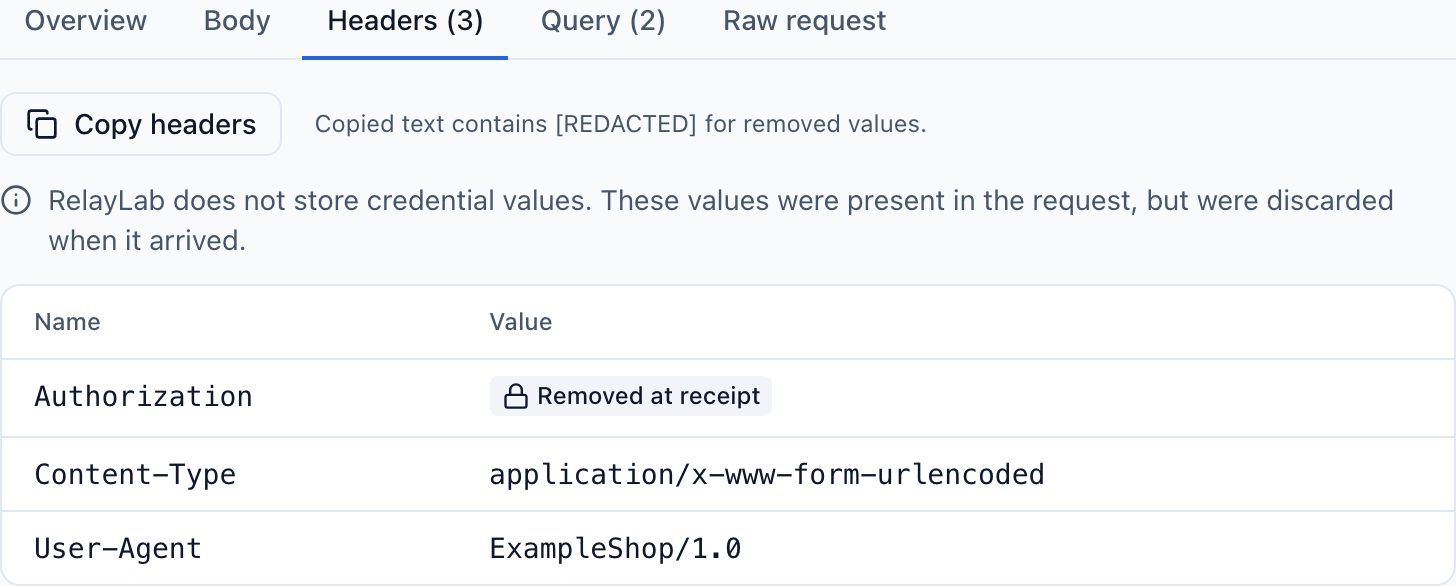 Overview Body Headers (3) Query (2) Raw request
Copy headers Copied text contains [REDACTED] for removed values.
RelayLab does not store credential values. These values were present in the request, but were discarded
when it arrived.
Name Value
Authorization Removed at receipt
Content-Type application/x-www-form-urlencoded
User-Agent ExampleShop/1.0